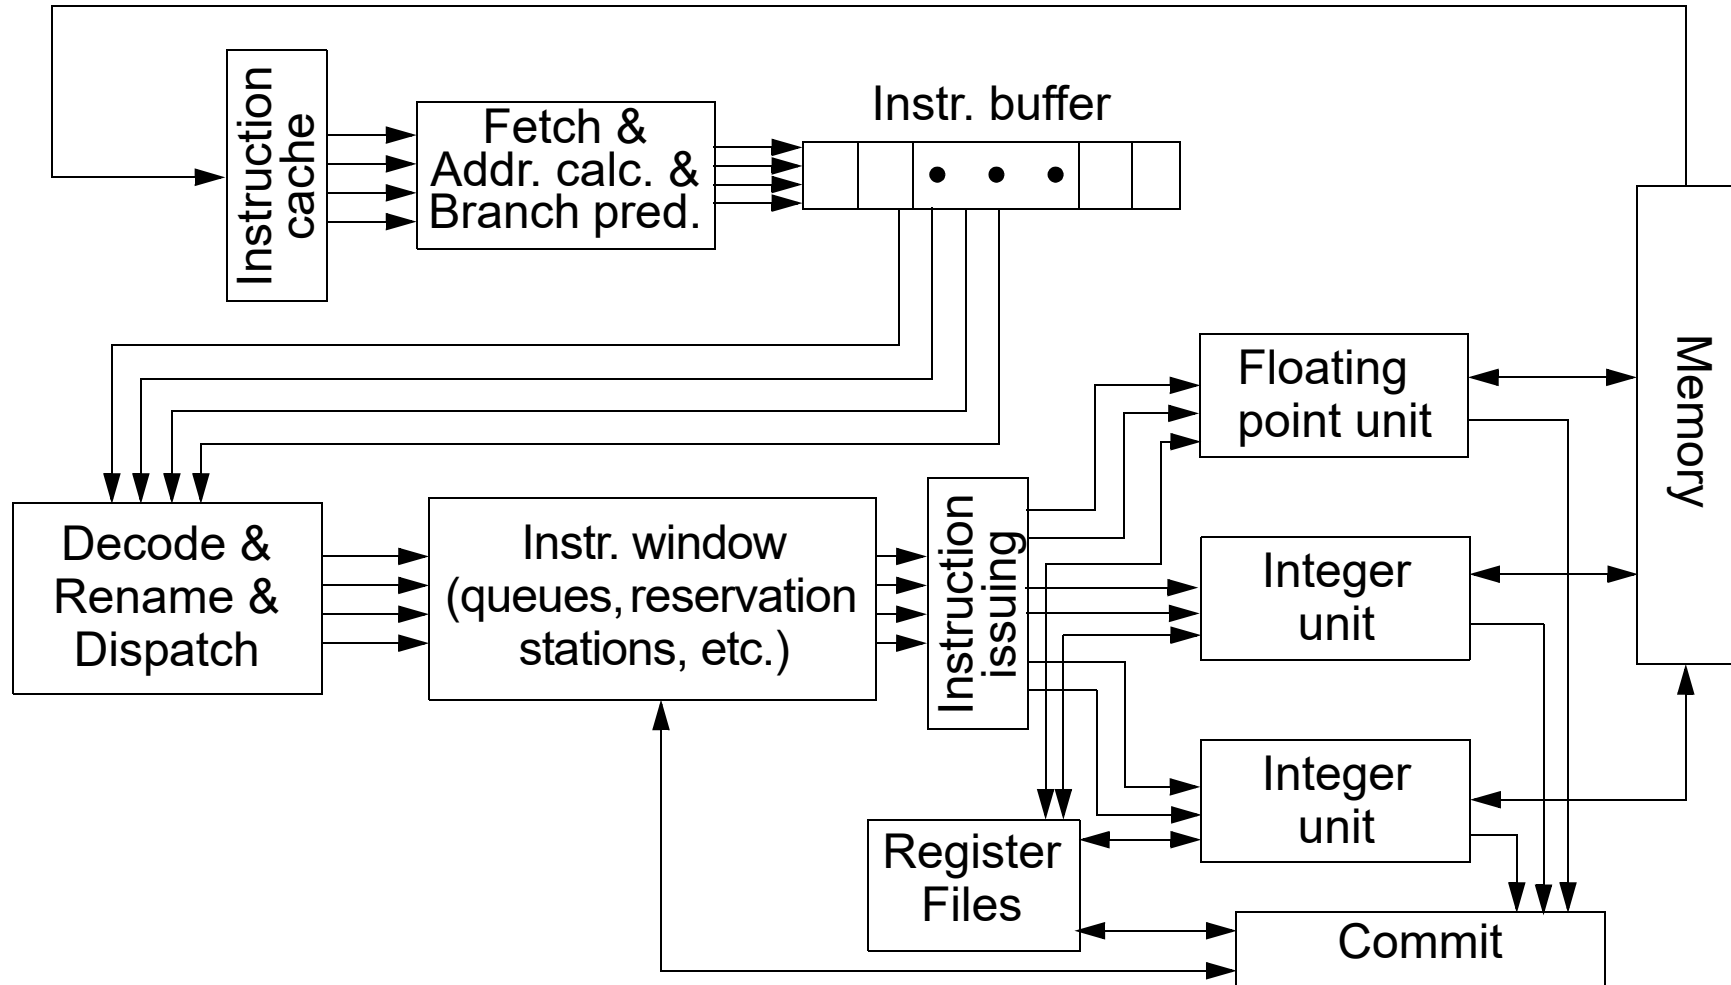 Instruction
cache
Fetch &
Addr. calc. &
Branch pred.
Instr. buffer
Memory
Floating
point unit
Decode &
Rename &
Dispatch
Instr. window
(queues, reservation
stations, etc.)
Instruction
issuing
Integer
unit
Integer
unit
Register
Files
Commit